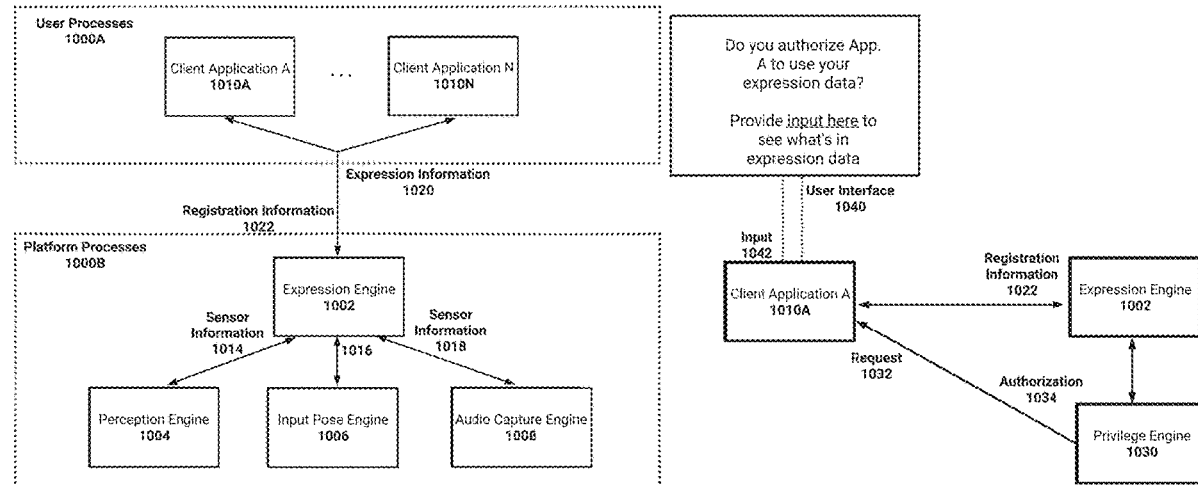 User Processes
1000A
Client Application A
1010A
...
Client Application N
1010N
Expression Information
1020
Registration Information
1022
Platform Processes
1000B
Expression Engine
1002
Sensor
Information
1014
1016
Sensor
Information
1018
Perception Engine
1004
Input Pose Engine
1006
Audio Capture Engine
1008
Do you authorize App.
A to use your
expression data?
Provide input here to
see what's in
expression data
User Interface
1040
Input
1042
Client Application A
1010A
Registration
Information
1022
Expression Engine
1002
Request
1032
Authorization
1034
Privilege Engine
1030